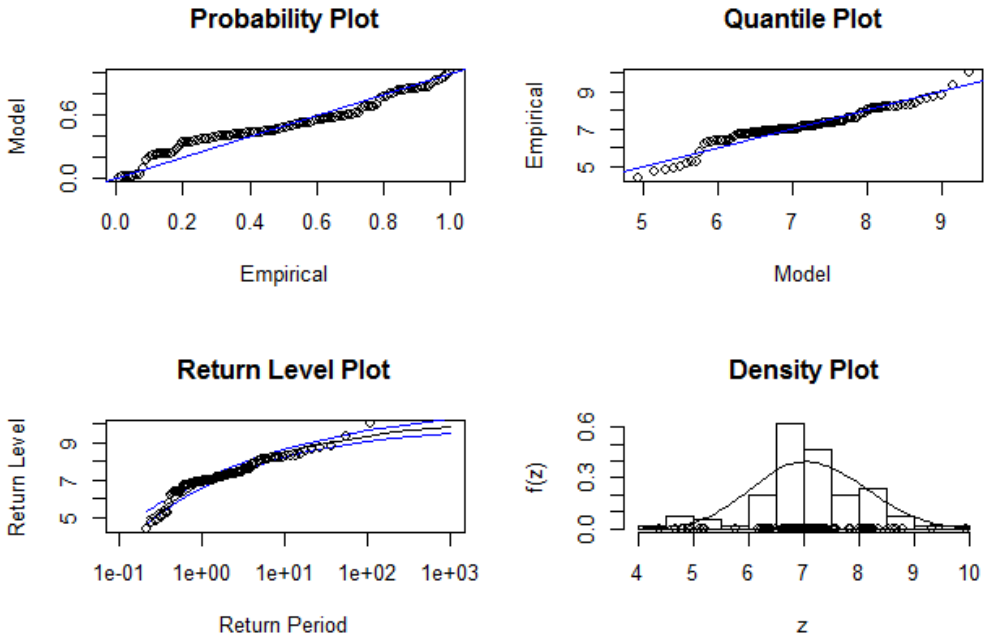 Probability Plot
Model
0.0 0.6
0.0 0.2 0.4 0.6 0.8 1.0
Empirical
Quantile Plot
Empirical
5 7 9
5 6 7 8 9
Model
Return Level Plot
Return Level
5 7 9
1e-01 1e+00 1e+01 1e+02 1e+03
Return Period
Density Plot
f(z)
0.0 0.3 0.6
4 5 6 7 8 9 10
z